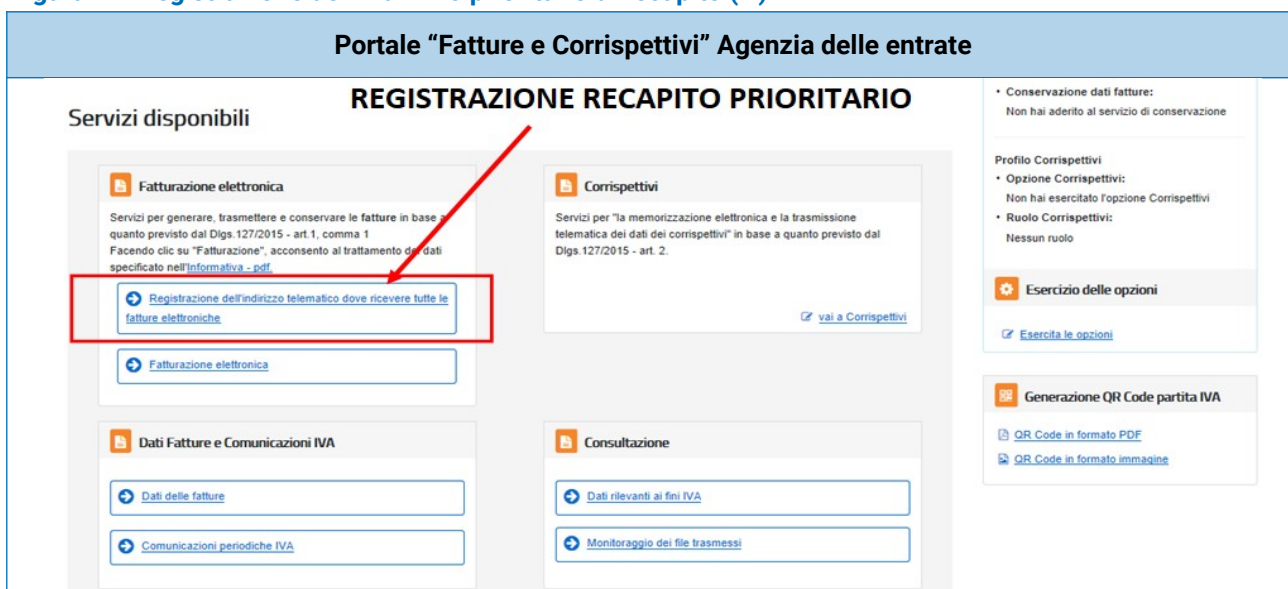 Portale “Fatture e Corrispettivi” Agenzia delle entrate
REGISTRAZIONE RECAPITO PRIORITARIO
Servizi disponibili
Fatturazione elettronica
Servizi per generare, trasmettere e conservare le fatture in base a
quanto previsto dal Dlgs.127/2015 - art.1, comma 1
Facendo clic su "Fatturazione", acconsento al trattamento dei dati
specificato nell'Informativa - pdf.
Registrazione dell'indirizzo telematico dove ricevere tutte le
fatture elettroniche
Fatturazione elettronica
Corrispettivi
Servizi per "la memorizzazione elettronica e la trasmissione
telematica dei dati dei corrispettivi" in base a quanto previsto dal
Dlgs.127/2015 - art. 2.
vai a Corrispettivi
Dati Fatture e Comunicazioni IVA
Dati delle fatture
Comunicazioni periodiche IVA
Consultazione
Dati rilevanti ai fini IVA
Monitoraggio dei file trasmessi
• Conservazione dati fatture:
Non hai aderito al servizio di conservazione
Profilo Corrispettivi
• Opzione Corrispettivi:
Non hai esercitato l'opzione Corrispettivi
• Ruolo Corrispettivi:
Nessun ruolo
Esercizio delle opzioni
Esercita le opzioni
Generazione QR Code partita IVA
QR Code in formato PDF
QR Code in formato immagine